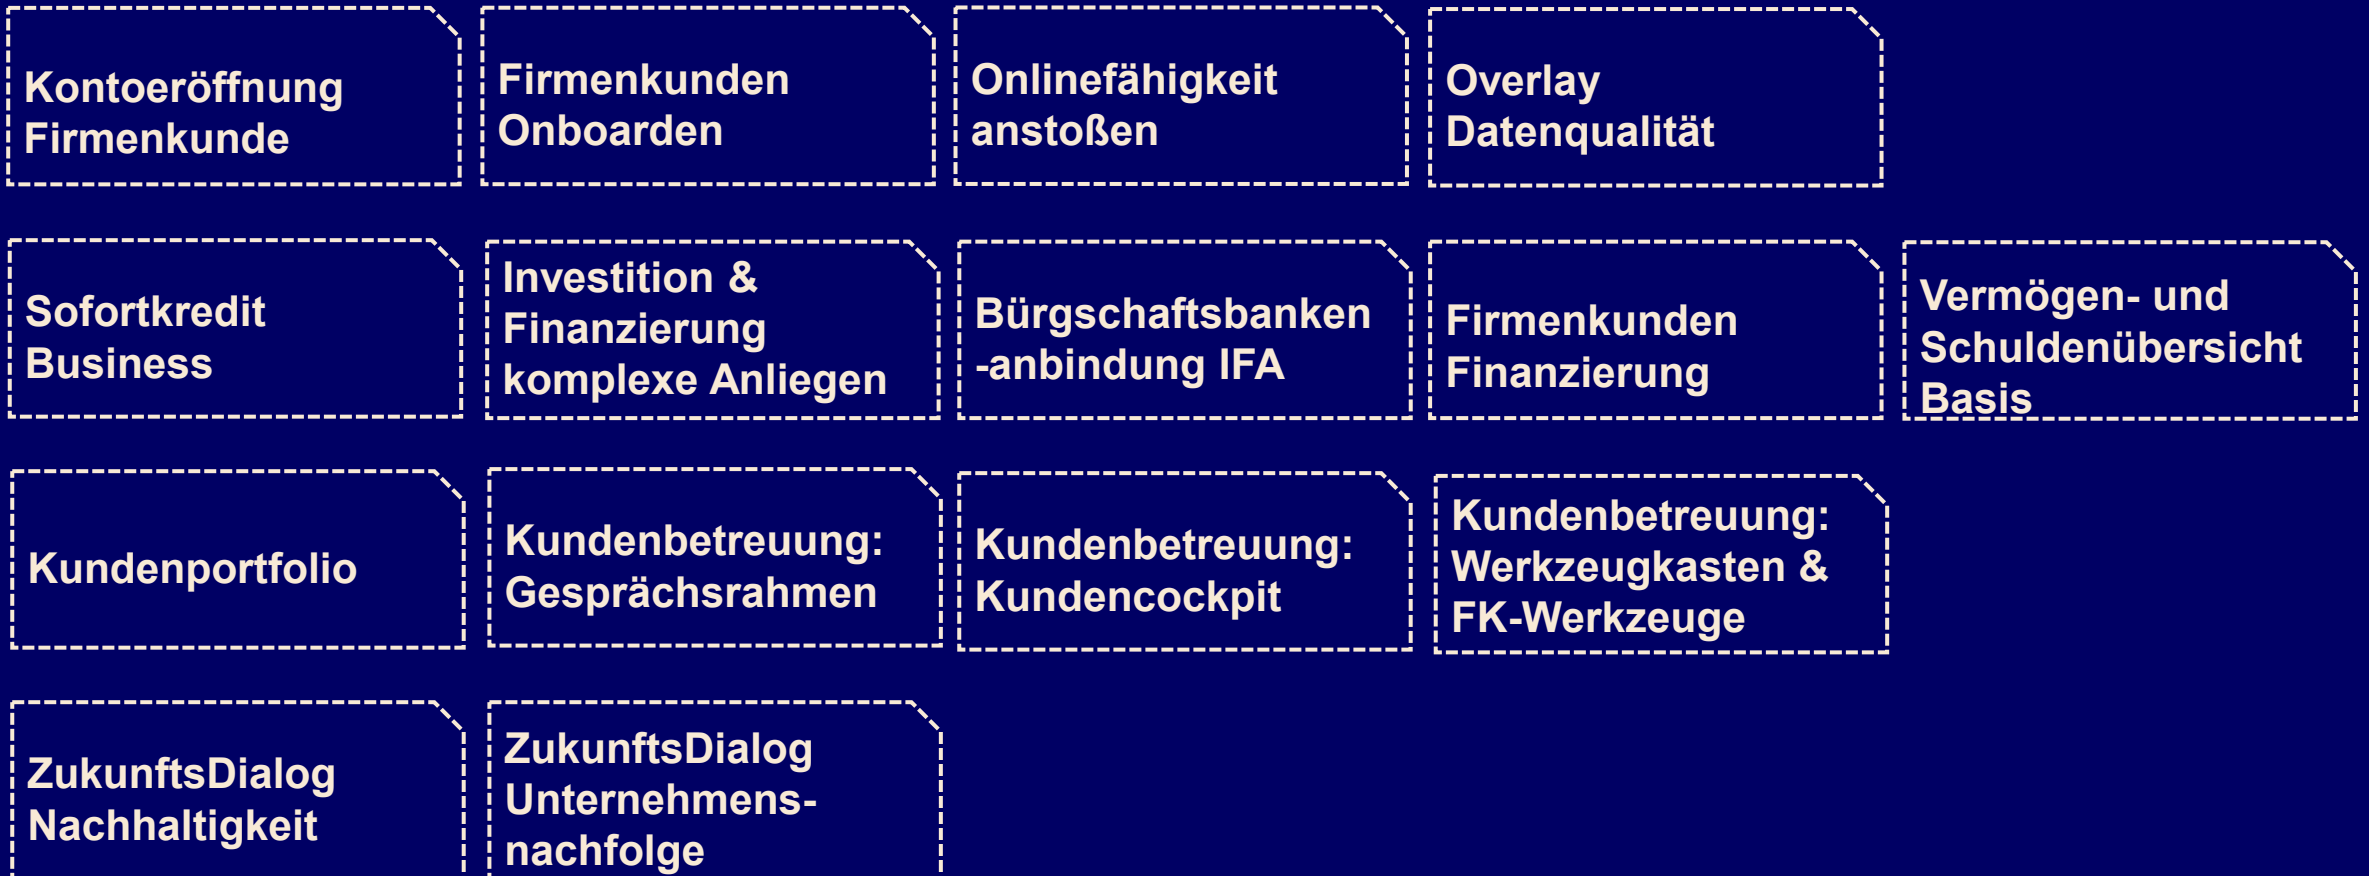 Kontoeröffnung
Firmenkunde
Firmenkunden
Onboarden
Onlinefähigkeit
anstoßen
Overlay
Datenqualität
Sofortkredit
Business
Investition &
Finanzierung
komplexe Anliegen
Bürgschaftsbanken
-anbindung IFA
Firmenkunden
Finanzierung
Vermögen- und
Schuldenübersicht
Basis
Kundenportfolio
Kundenbetreuung:
Gesprächsrahmen
Kundenbetreuung:
Kundencockpit
Kundenbetreuung:
Werkzeugkasten &
FK-Werkzeuge
ZukunftsDialog
Nachhaltigkeit
ZukunftsDialog
Unternehmens-
nachfolge